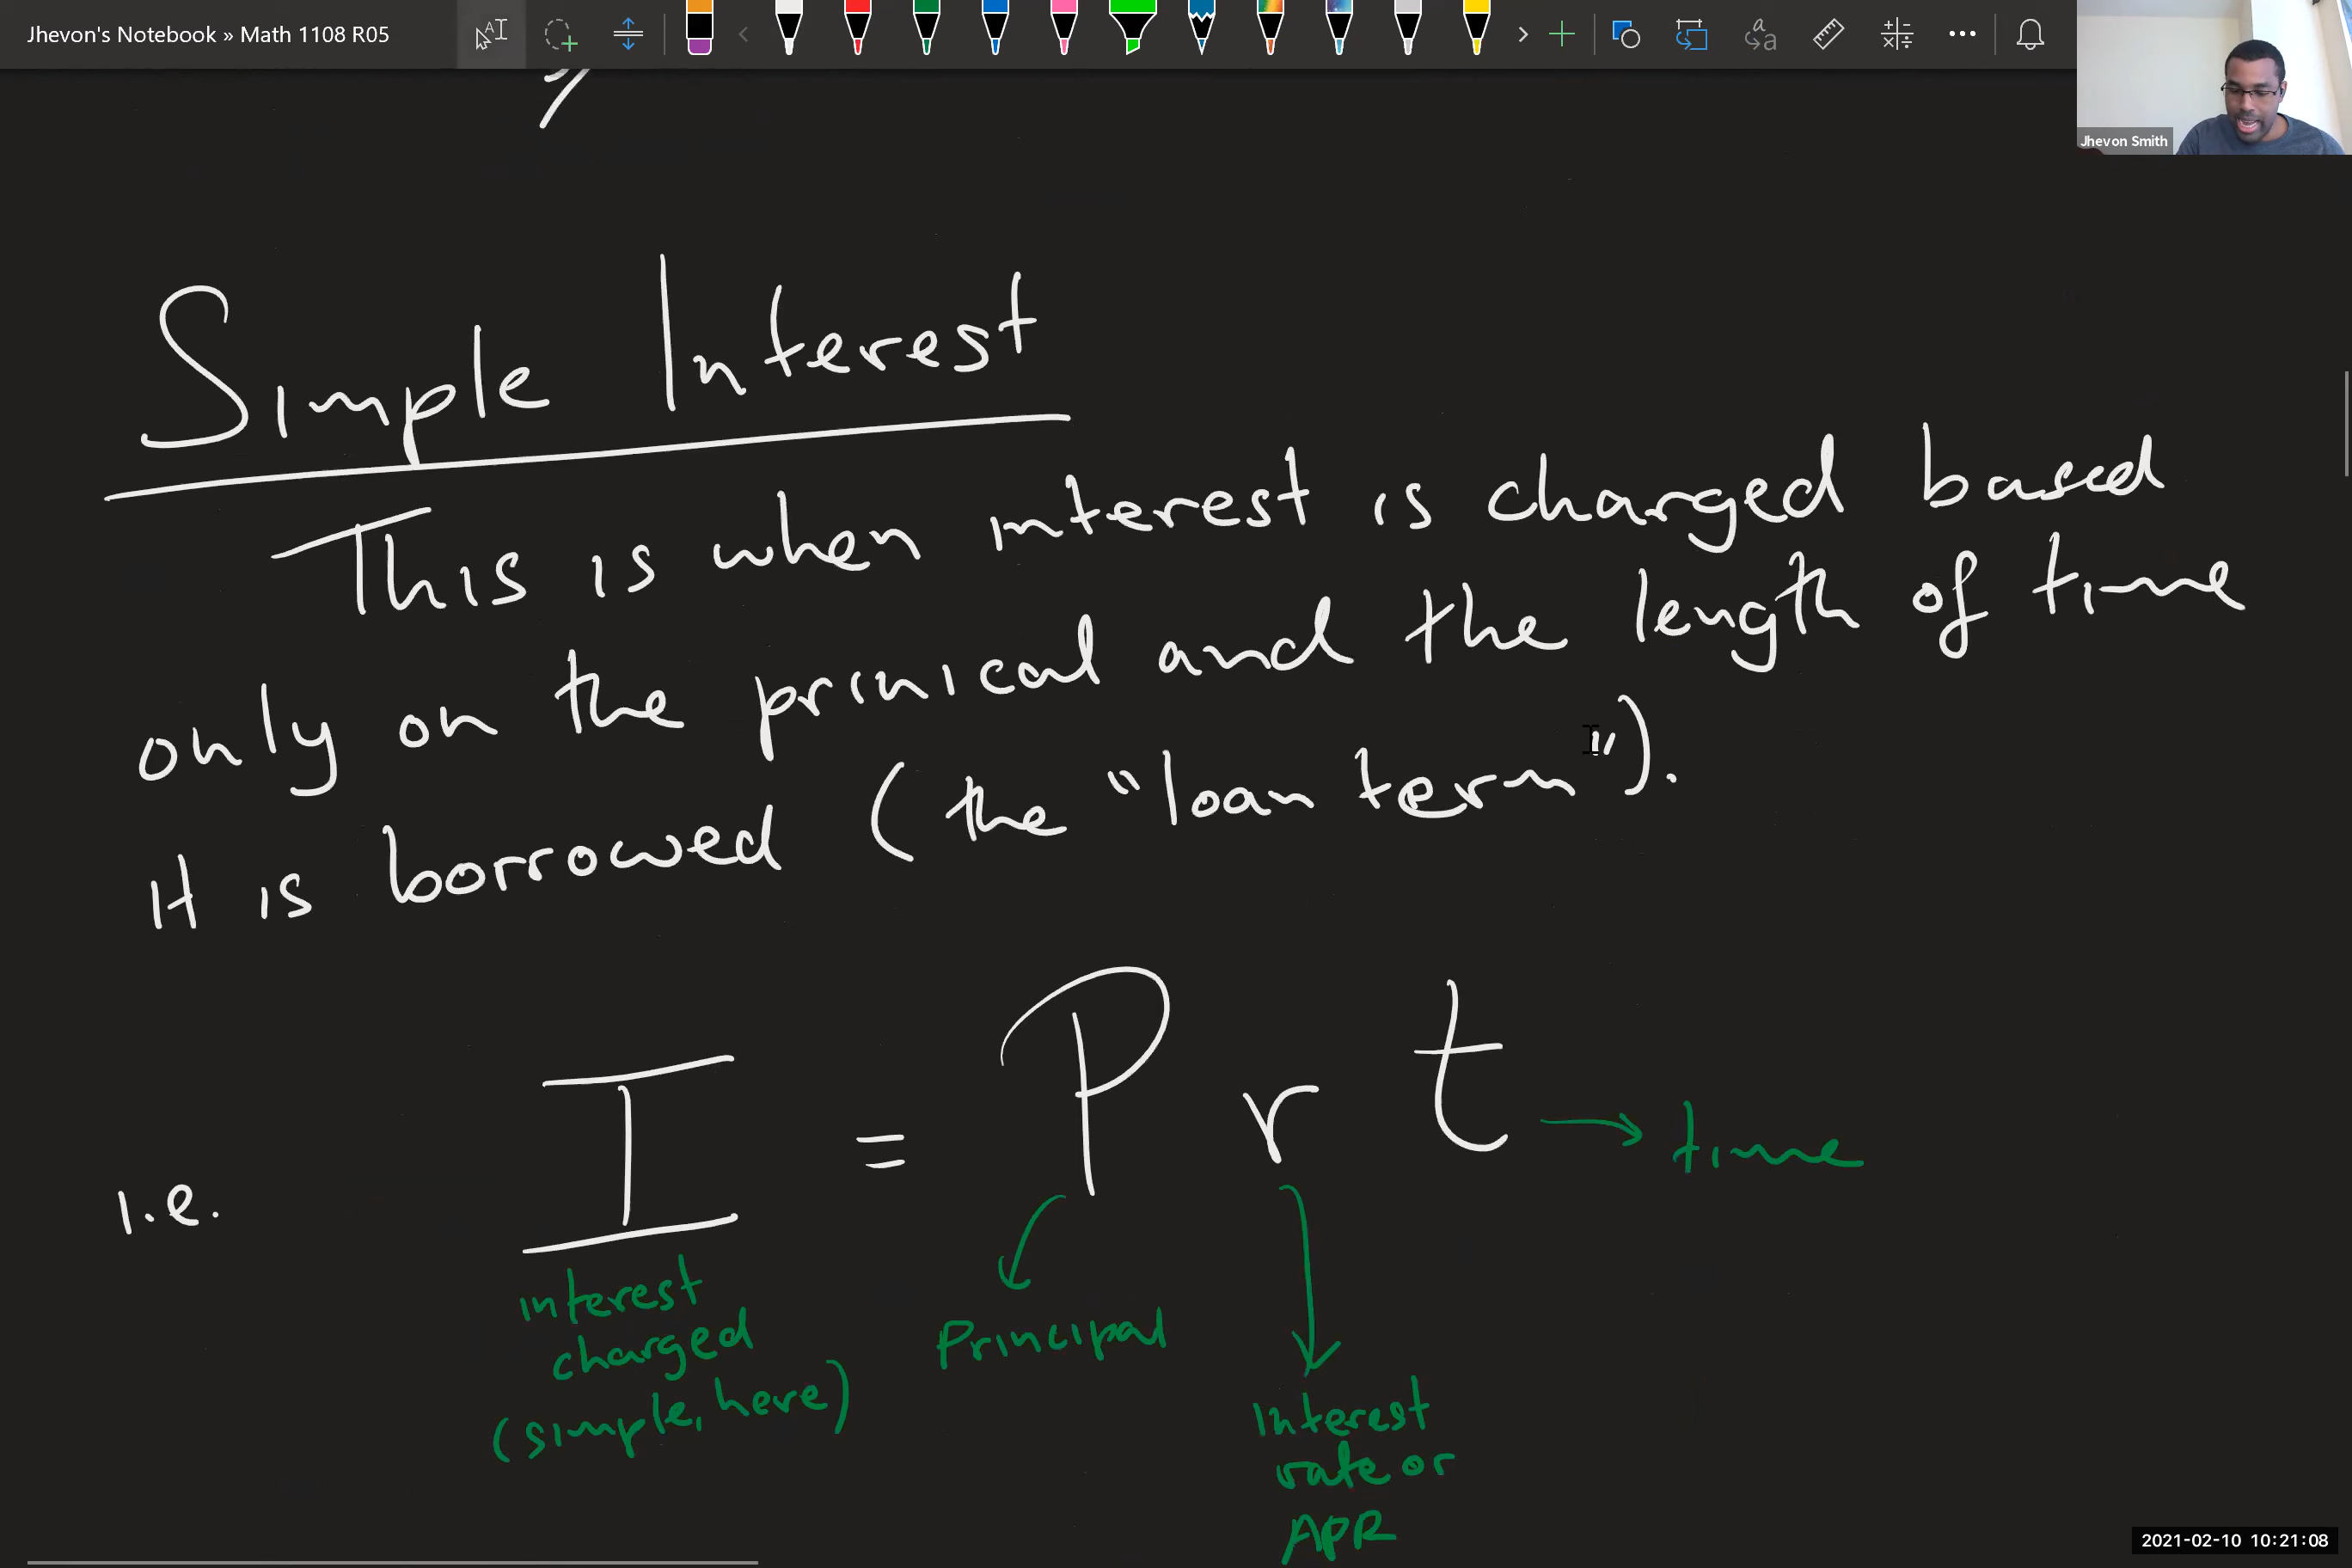 Jhevon's Notebook » Math 1108 R05
Jhevon Smith
Simple Interest
This is when interest is charged based
only on the prinical and the length of time
it is borrowed (the "loan term").
i.e. I = P r t → time
interest
charged
(simple, here)
Principal
Interest
rate or
APR
2021-02-10 10:21:08